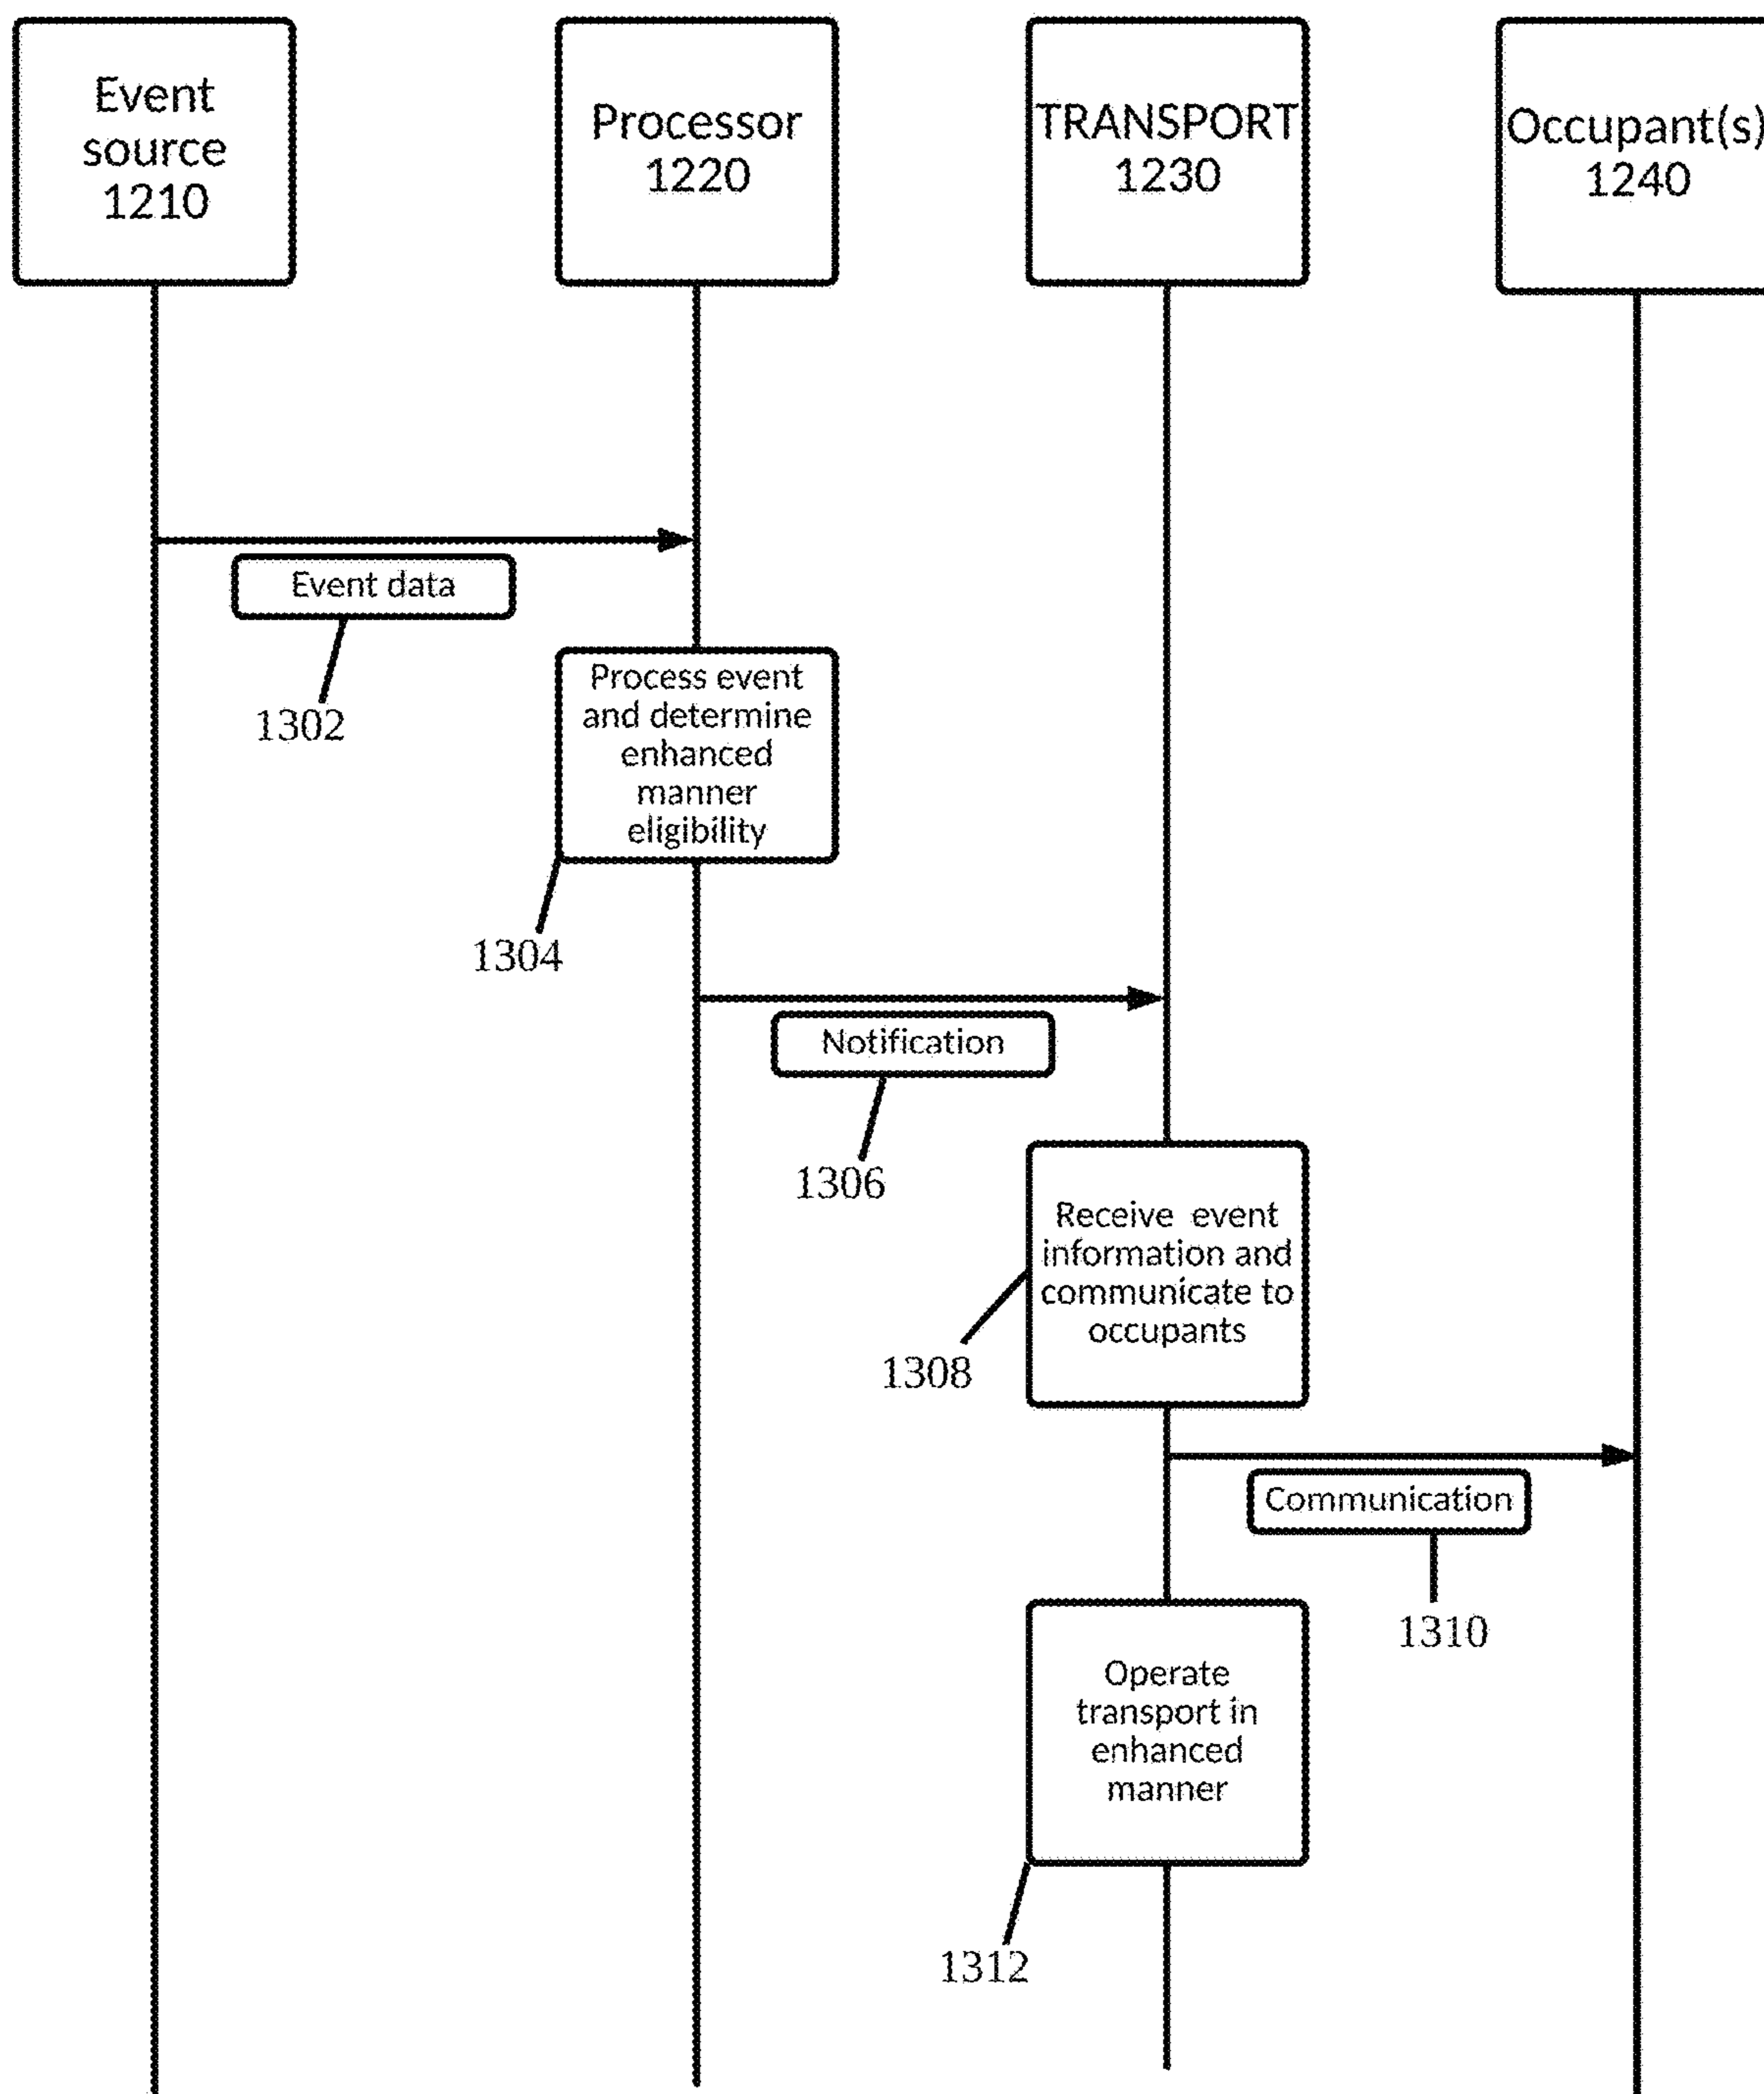 Event
source
1210
Processor
1220
TRANSPORT
1230
Occupant(s)
1240
Event data
1302
Process event
and determine
enhanced
manner
eligibility
1304
Notification
1306
Receive event
information and
communicate to
occupants
1308
Communication
1310
Operate
transport in
enhanced
manner
1312